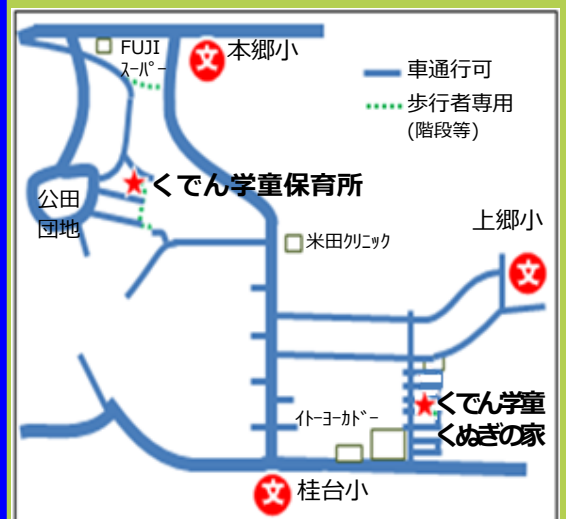 FUJI
ｽｰﾊﾟｰ
文
本郷小
車通行可
歩行者専用
(階段等)
くでん学童保育所
公田
団地
上郷小
文
米田ｸﾘﾆｯｸ
ｲﾄｰﾖｰｶﾄﾞｰ
くでん学童
くぬぎの家
文
桂台小